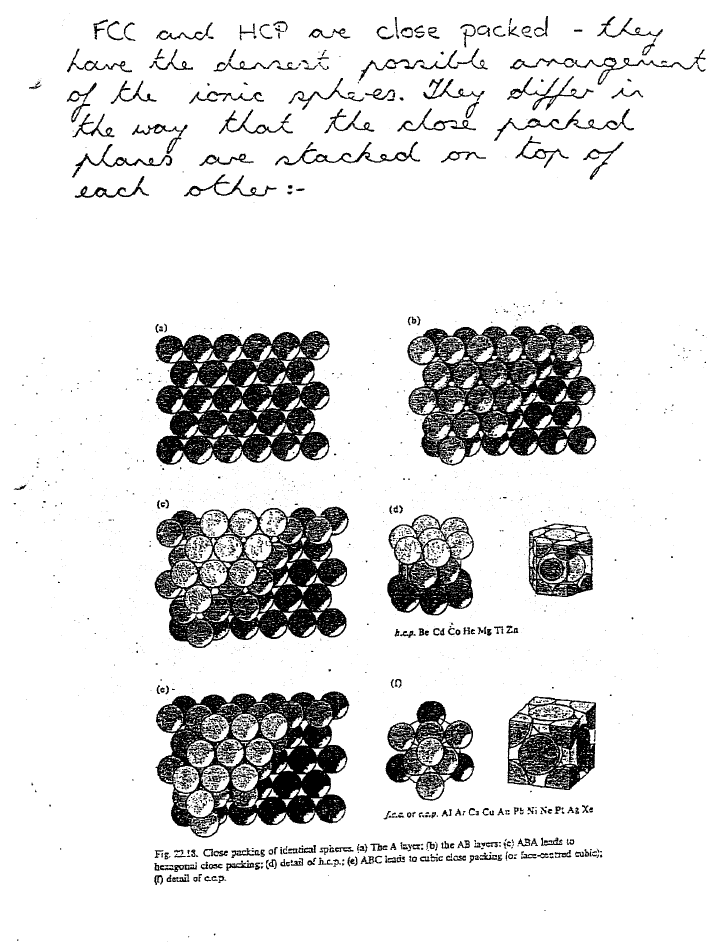 FCC and HCP are close packed - they
have the densest possible arrangement
of the ionic spheres. They differ in
the way that the close packed
planes are stacked on top of
each other :-
(a)
(b)
(c)
(d)
h.c.p. Be Cd Co He Mg Ti Zn
(e)
(f)
f.c.c. or c.c.p. Al Ar Ca Cu Au Pb Ni Ne Pt Ag Xe
Fig. 22.18. Close packing of identical spheres. (a) The A layer; (b) the AB layers; (c) ABA leads to
hexagonal close packing; (d) detail of h.c.p.; (e) ABC leads to cubic close packing (or face-centred cubic);
(f) detail of c.c.p.